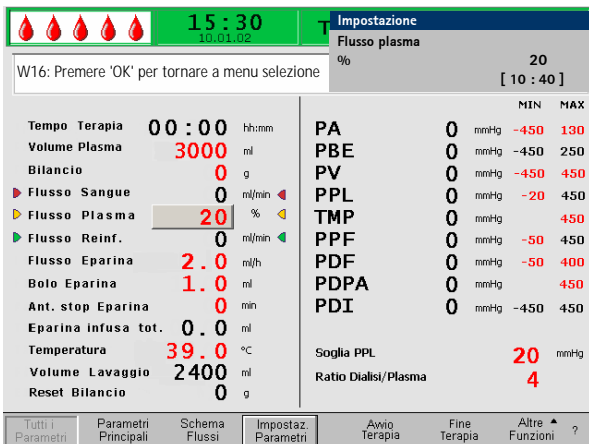 15:30
10.01.02
T
Impostazione
Flusso plasma
% 20
[ 10 : 40 ]
W16: Premere 'OK' per tornare a menu selezione
Tempo Terapia 00:00 hh:mm
Volume Plasma 3000 ml
Bilancio 0 g
Flusso Sangue 0 ml/min
Flusso Plasma 20 %
Flusso Reinf. 0 ml/min
Flusso Eparina 2.0 ml/h
Bolo Eparina 1.0 ml
Ant. stop Eparina 0 min
Eparina infusa tot. 0.0 ml
Temperatura 39.0 °C
Volume Lavaggio 2400 ml
Reset Bilancio 0 g
MIN MAX
PA 0 mmHg -450 130
PBE 0 mmHg -450 250
PV 0 mmHg -450 450
PPL 0 mmHg -20 450
TMP 0 mmHg 450
PPF 0 mmHg -50 450
PDF 0 mmHg -50 400
PDPA 0 mmHg 450
PDI 0 mmHg -450 450
Soglia PPL 20 mmHg
Ratio Dialisi/Plasma 4
Tutti i Parametri
Parametri Principali
Schema Flussi
Impostaz. Parametri
Avvio Terapia
Fine Terapia
Altre Funzioni
?